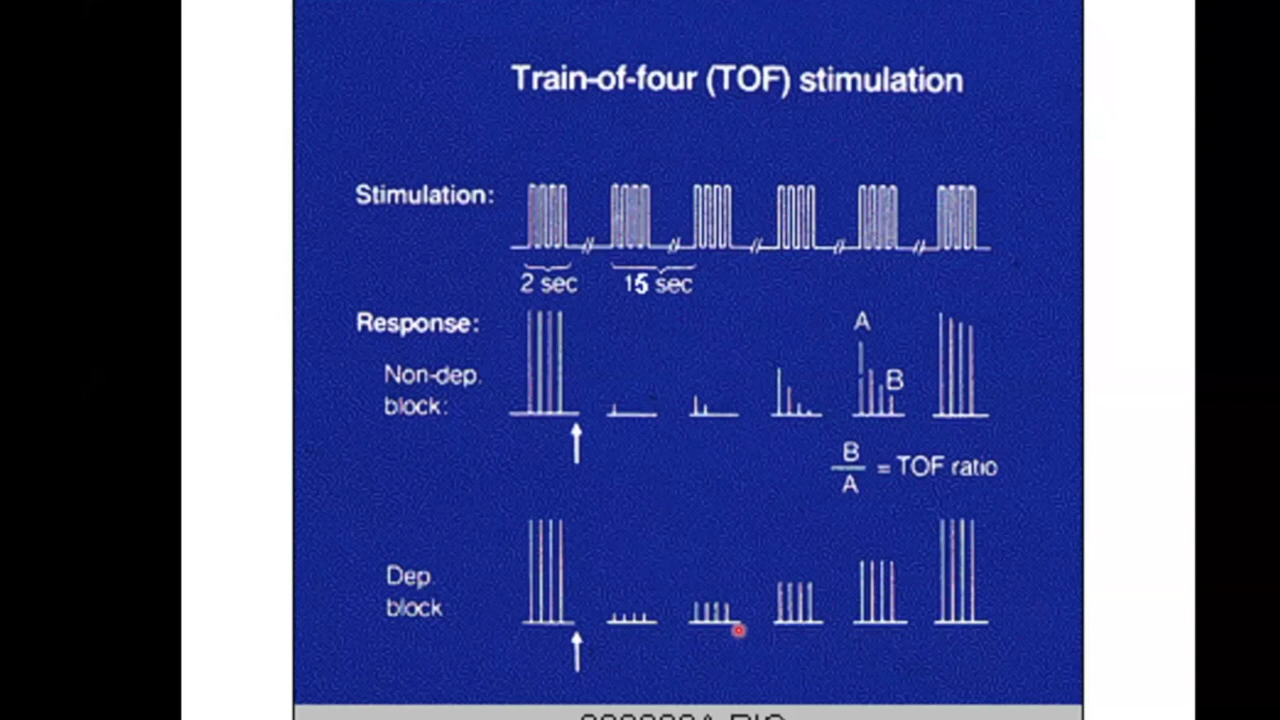 Train-of-four (TOF) stimulation
Stimulation:
2 sec
15 sec
Response:
A
Non-dep.
B
block:
B
A
= TOF ratio
Dep.
block